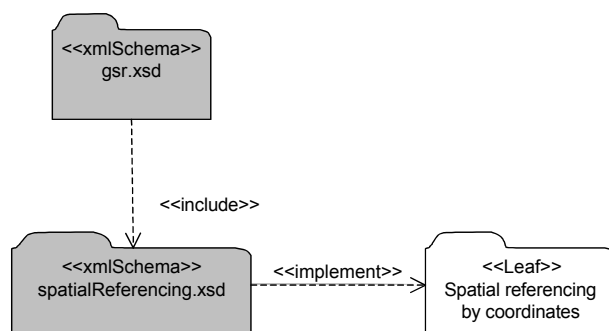 <<xmlSchema>>
gsr.xsd
<<include>>
<<xmlSchema>>
spatialReferencing.xsd
<<implement>>
<<Leaf>>
Spatial referencing
by coordinates